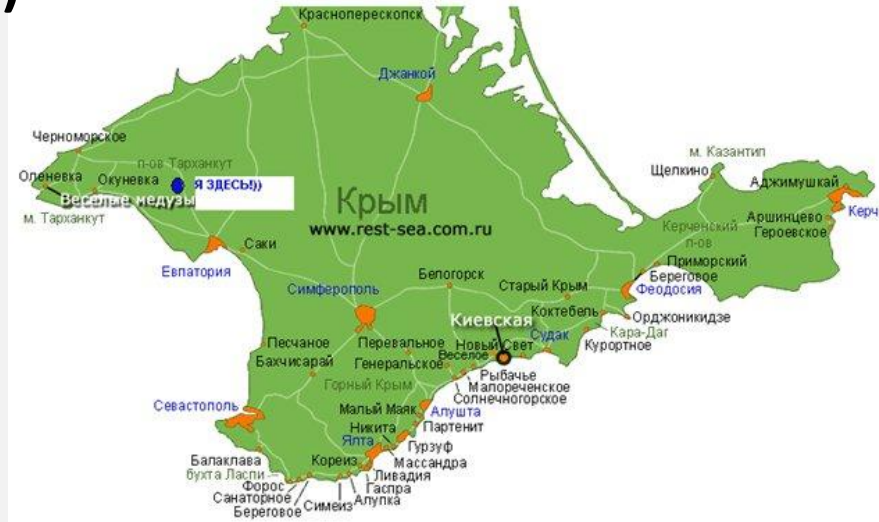 )
Красноперескопск
Джанкой
Черноморское
п-ов Тарханкут
м. Казантип
Щелкино
Оленевка
Окуневка
Я ЗДЕСЬ!))
Аджимушкай
Веселые медузы
Крым
Керч
м. Тарханкут
www.rest-sea.com.ru
Аршинцево
Керченский
п-ов
Героевское
Саки
Евпатория
Приморский
Белогорск
Береговое
Симферополь
Старый Крым
Феодосия
Коктебель
Орджоникидзе
Киевская
Кара-Даг
Судак
Песчаное
Перевальное
Новый Свет
Курортное
Бахчисарай
Генеральское
Веселое
Рыбачье
Горный Крым
Малореченское
Солнечногорское
Севастополь
Малый Маяк
Алушта
Никита
Партенит
Ялта
Гурзуф
Балаклава
Кореиз
Массандра
бухта Ласпи
Ливадия
Форос
Гаспра
Санаторное
Алупка
Береговое
Симеиз